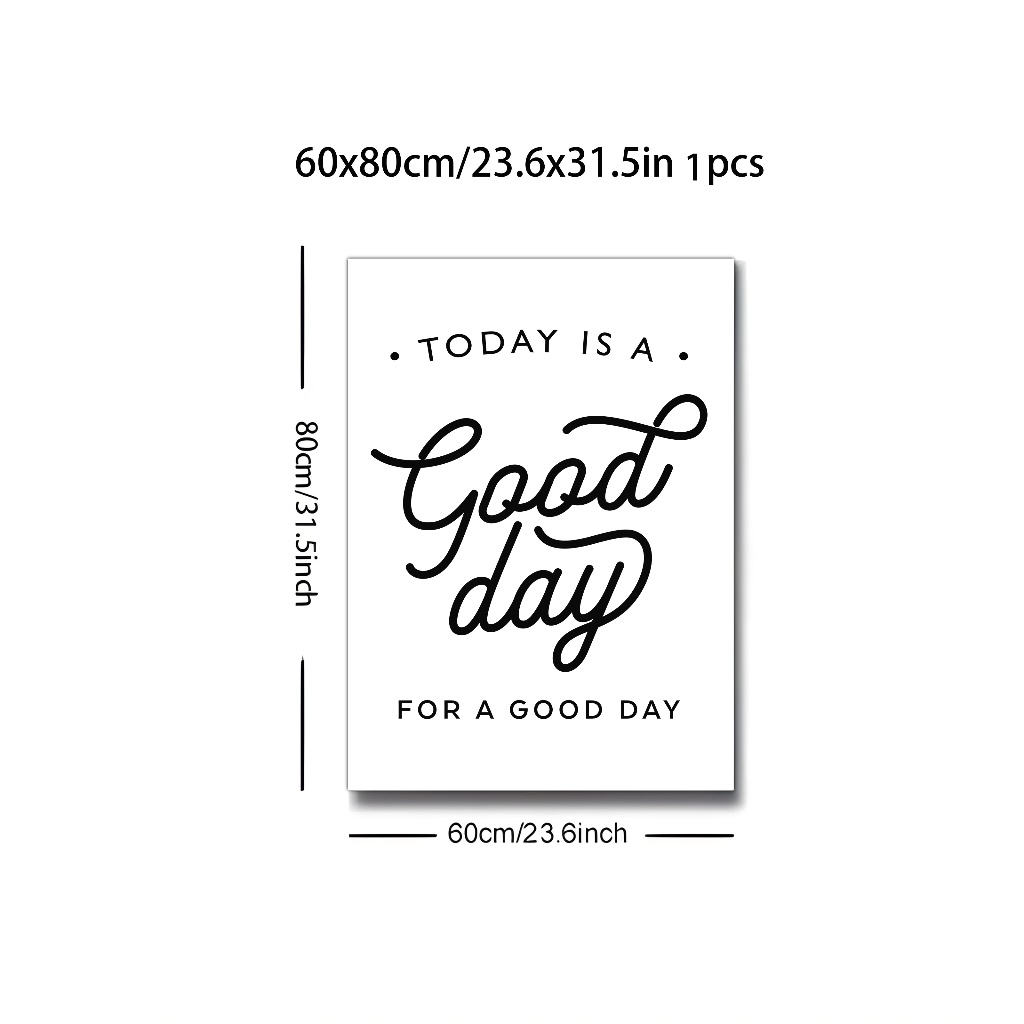 60x80cm/23.6x31.5in 1pcs
• TODAY IS A •
Good
day
FOR A GOOD DAY
80cm/31.5inch
60cm/23.6inch